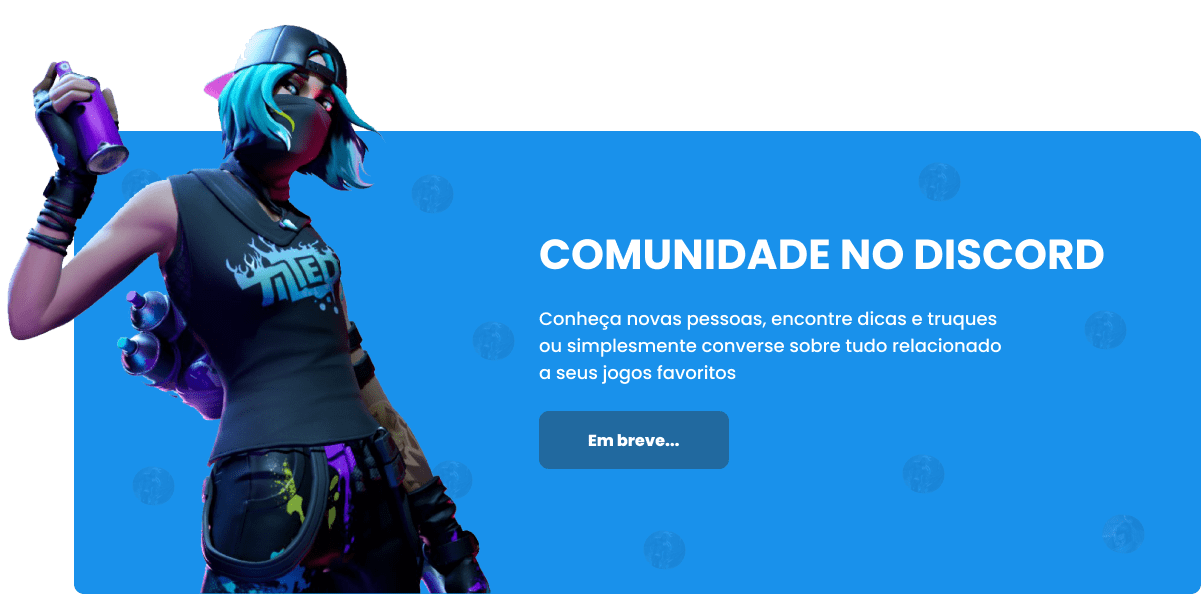 TILTED
COMUNIDADE NO DISCORD
Conheça novas pessoas, encontre dicas e truques
ou simplesmente converse sobre tudo relacionado
a seus jogos favoritos
Em breve...